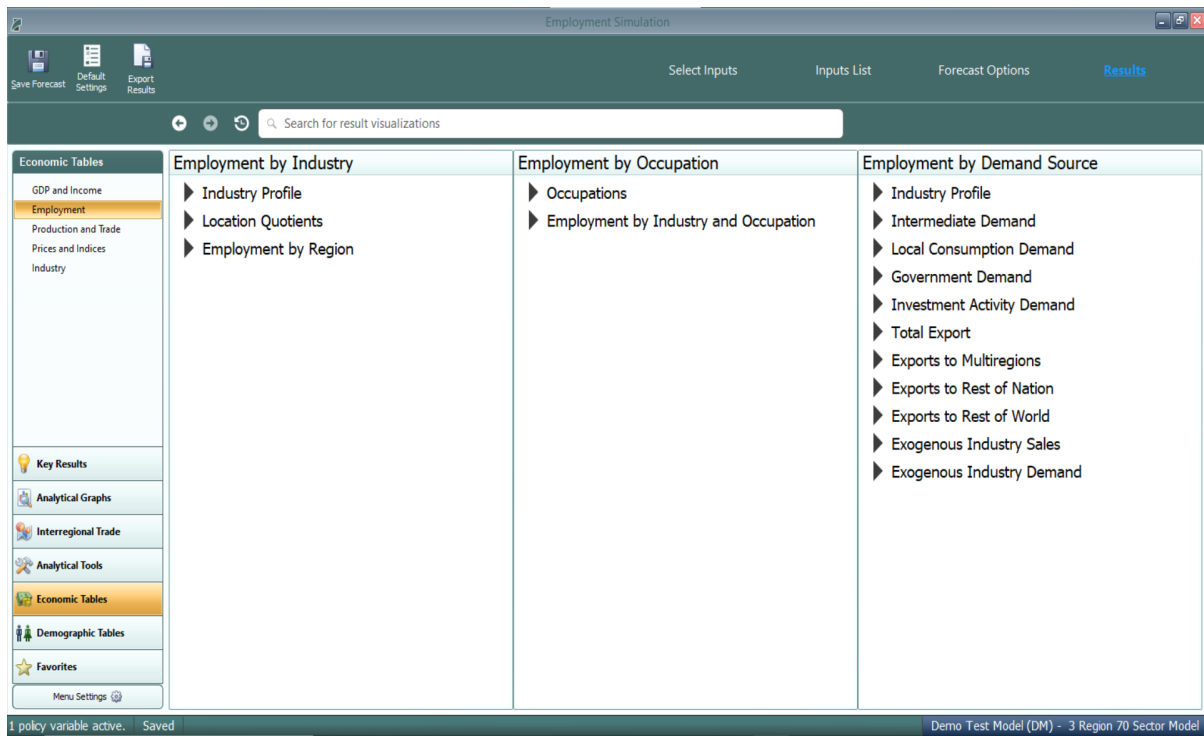 Employment Simulation
Save Forecast
Default Settings
Export Results
Select Inputs
Inputs List
Forecast Options
Results
Search for result visualizations
Economic Tables
GDP and Income
Employment
Production and Trade
Prices and Indices
Industry
Key Results
Analytical Graphs
Interregional Trade
Analytical Tools
Economic Tables
Demographic Tables
Favorites
Menu Settings
Employment by Industry
Industry Profile
Location Quotients
Employment by Region
Employment by Occupation
Occupations
Employment by Industry and Occupation
Employment by Demand Source
Industry Profile
Intermediate Demand
Local Consumption Demand
Government Demand
Investment Activity Demand
Total Export
Exports to Multiregions
Exports to Rest of Nation
Exports to Rest of World
Exogenous Industry Sales
Exogenous Industry Demand
1 policy variable active. Saved
Demo Test Model (DM) - 3 Region 70 Sector Model